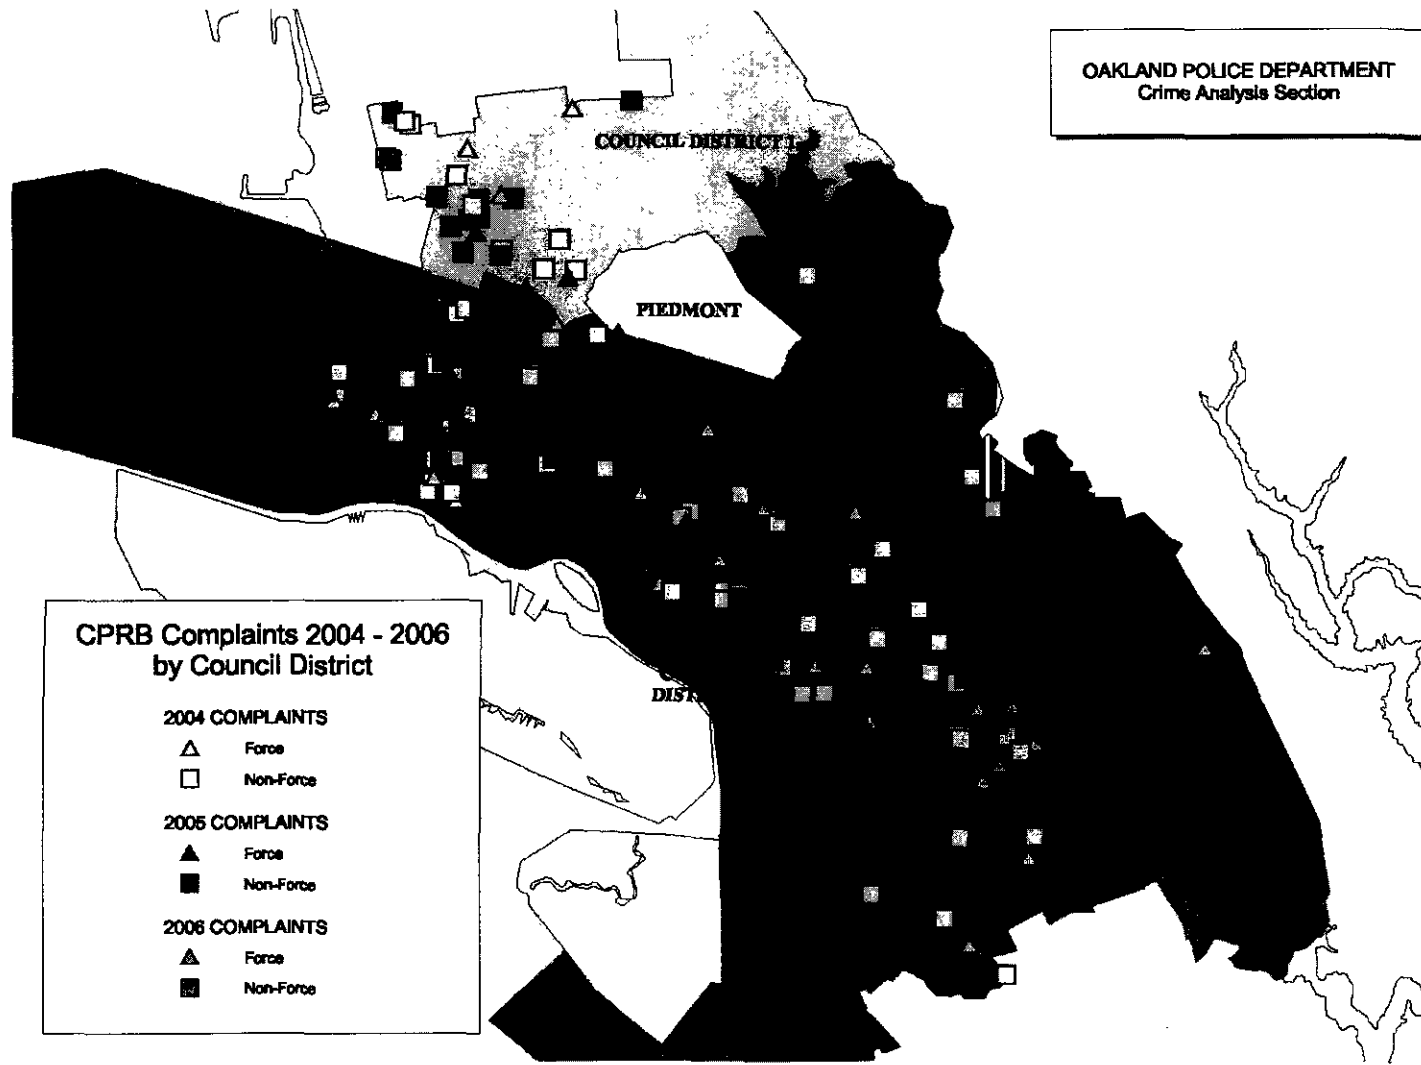 OAKLAND POLICE DEPARTMENT
Crime Analysis Section
COUNCIL DISTRICT 1
PIEDMONT
DIST
CPRB Complaints 2004 - 2006
by Council District
2004 COMPLAINTS
Force
Non-Force
2005 COMPLAINTS
Force
Non-Force
2006 COMPLAINTS
Force
Non-Force